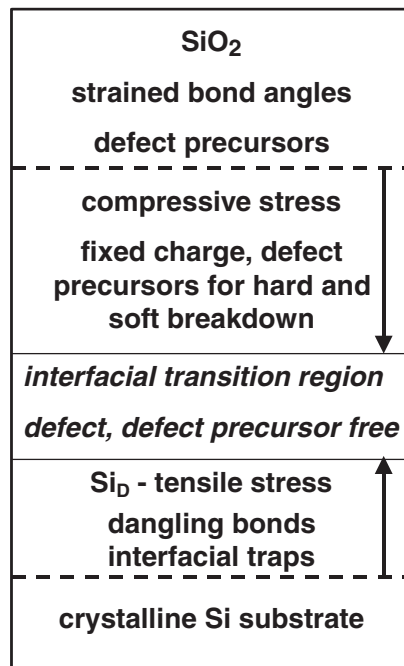 SiO₂
strained bond angles
defect precursors
compressive stress
fixed charge, defect
precursors for hard and
soft breakdown
interfacial transition region
defect, defect precursor free
Si_D - tensile stress
dangling bonds
interfacial traps
crystalline Si substrate